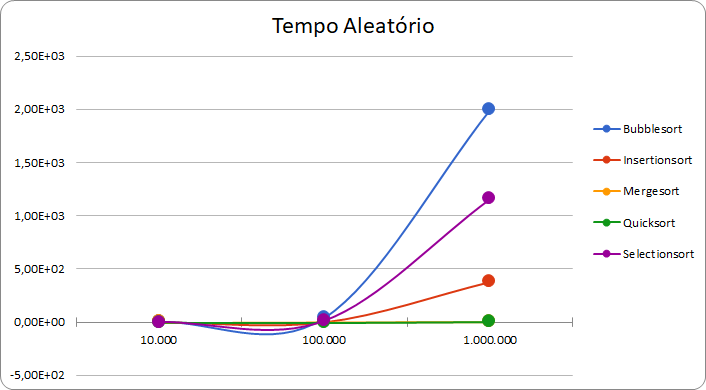 Tempo Aleatório
2,50E+03
2,00E+03
1,50E+03
1,00E+03
5,00E+02
0,00E+00
-5,00E+02
10.000
100.000
1.000.000
Bubblesort
Insertionsort
Mergesort
Quicksort
Selectionsort